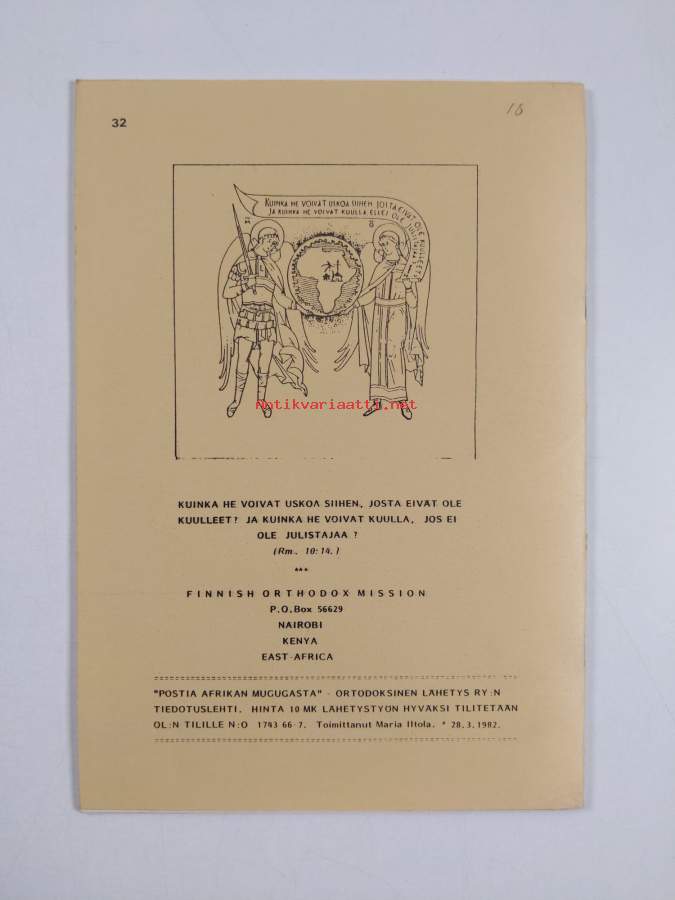 32
18
KUINKA HE VOIVAT USKOA SIIHEN JOSTA EIVÄT OLE KUULLEET?
JA KUINKA HE VOIVAT KUULLA ELLEI OLE JULISTAJAA?
Antikvariaatti.net
KUINKA HE VOIVAT USKOA SIIHEN, JOSTA EIVÄT OLE
KUULLEET? JA KUINKA HE VOIVAT KUULLA, JOS EI
OLE JULISTAJAA ?
(Rm. 10:14.)
***
FINNISH ORTHODOX MISSION
P.O.Box 56629
NAIROBI
KENYA
EAST-AFRICA
"POSTIA AFRIKAN MUGUGASTA" - ORTODOKSINEN LÄHETYS RY:N
TIEDOTUSLEHTI. HINTA 10 MK LÄHETYSTYÖN HYVÄKSI TILITETÄÄN
OL:N TILILLE N:O 1743 66-7. Toimittanut Maria Iltola. * 28.3.1982.